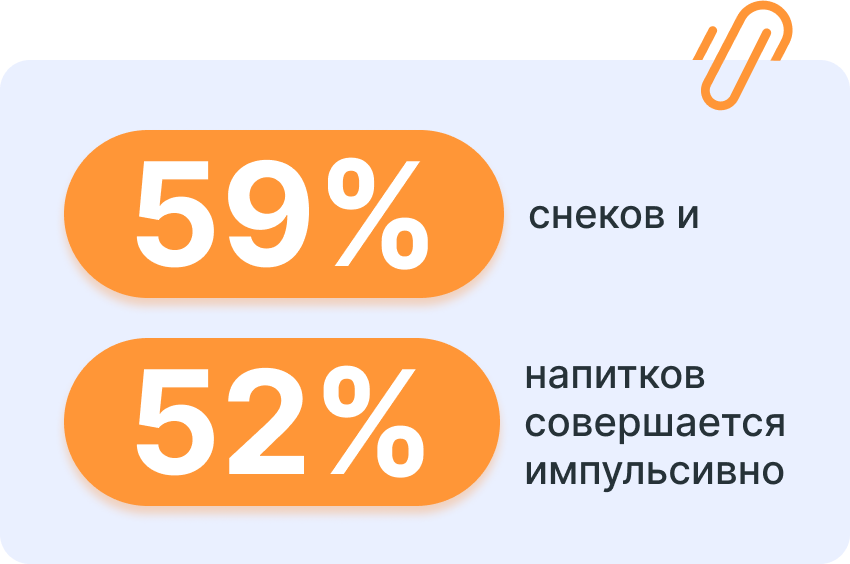 59% снеков и
52% напитков
совершается
импульсивно